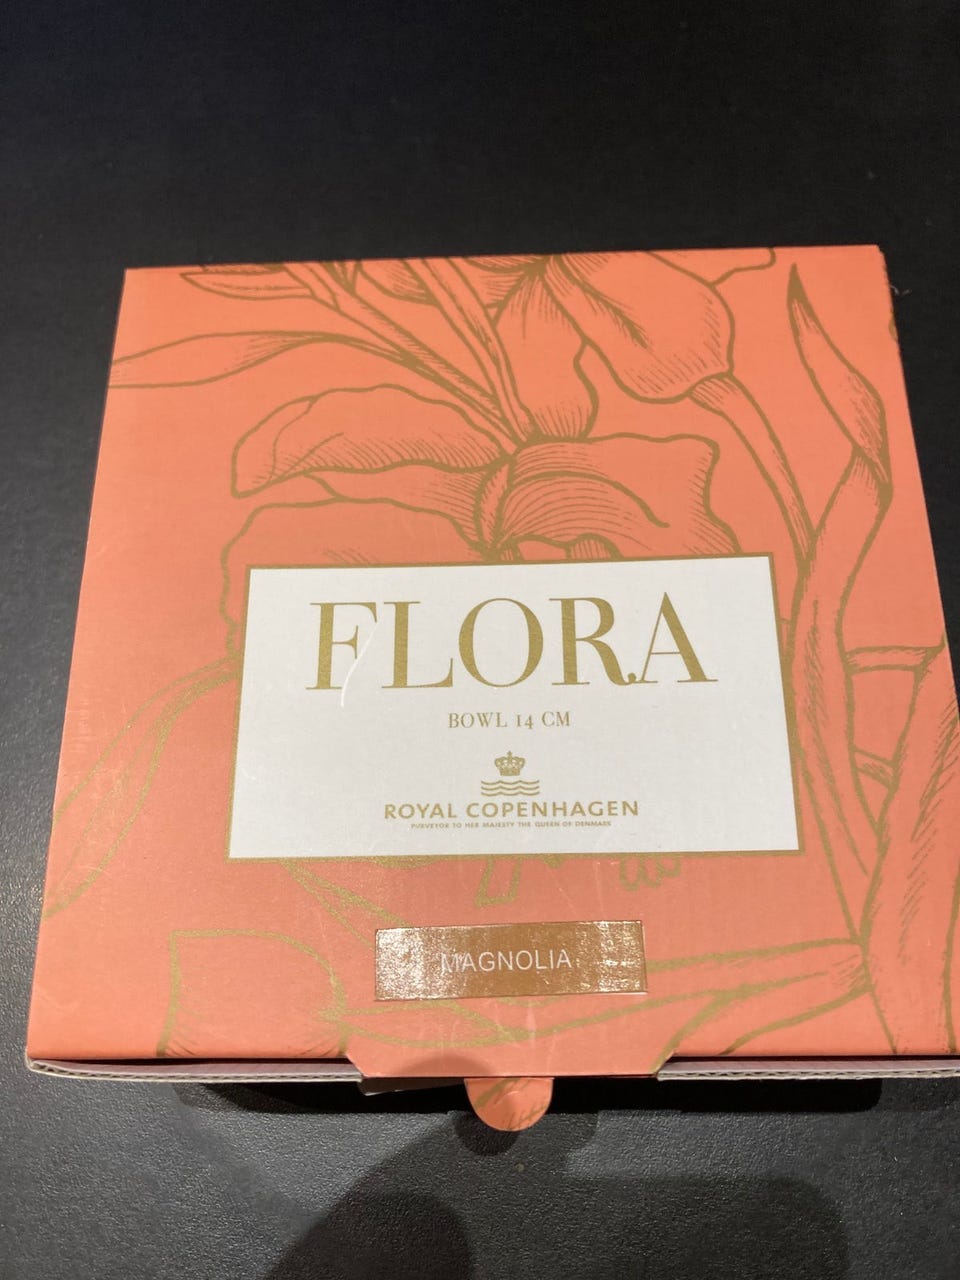 FLORA
BOWL 14 CM
ROYAL COPENHAGEN
PURVEYOR TO HER MAJESTY THE QUEEN OF DENMARK
MAGNOLIA